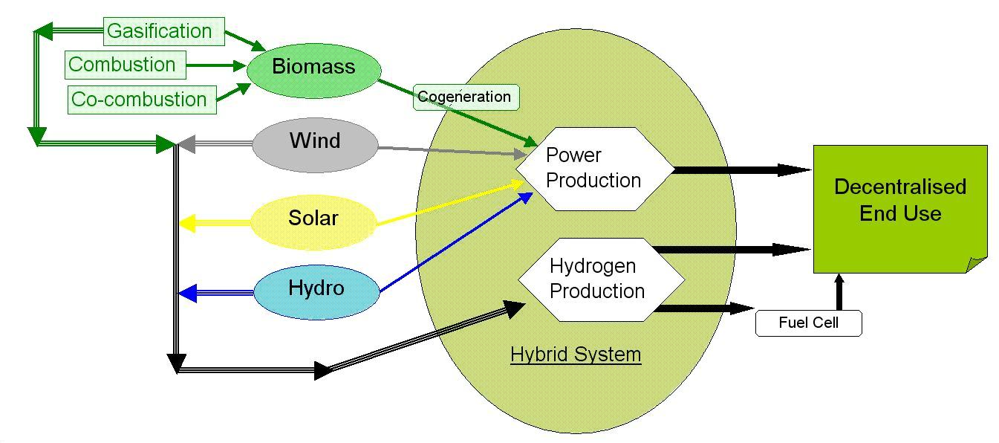 Gasification
Combustion
Co-combustion
Biomass
Cogeneration
Wind
Solar
Hydro
Power
Production
Hydrogen
Production
Hybrid System
Fuel Cell
Decentralised
End Use